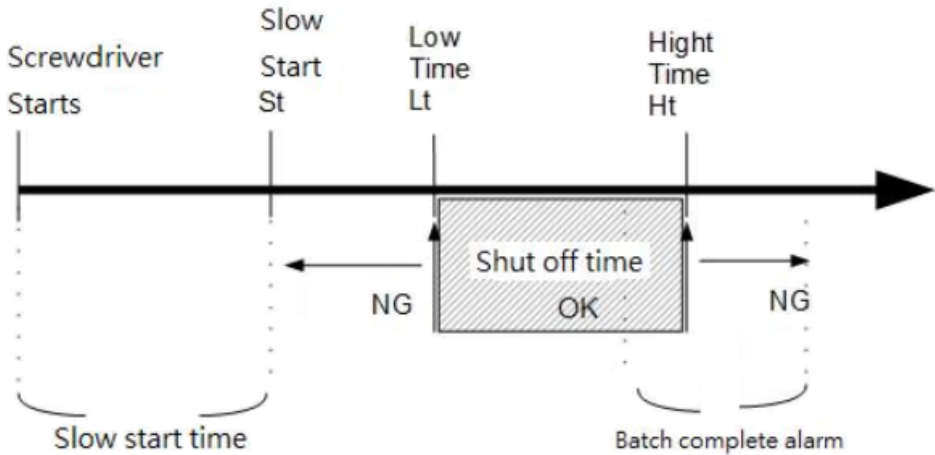 Screwdriver
Starts
Slow
Start
St
Low
Time
Lt
Hight
Time
Ht
Shut off time
OK
NG
NG
Slow start time
Batch complete alarm